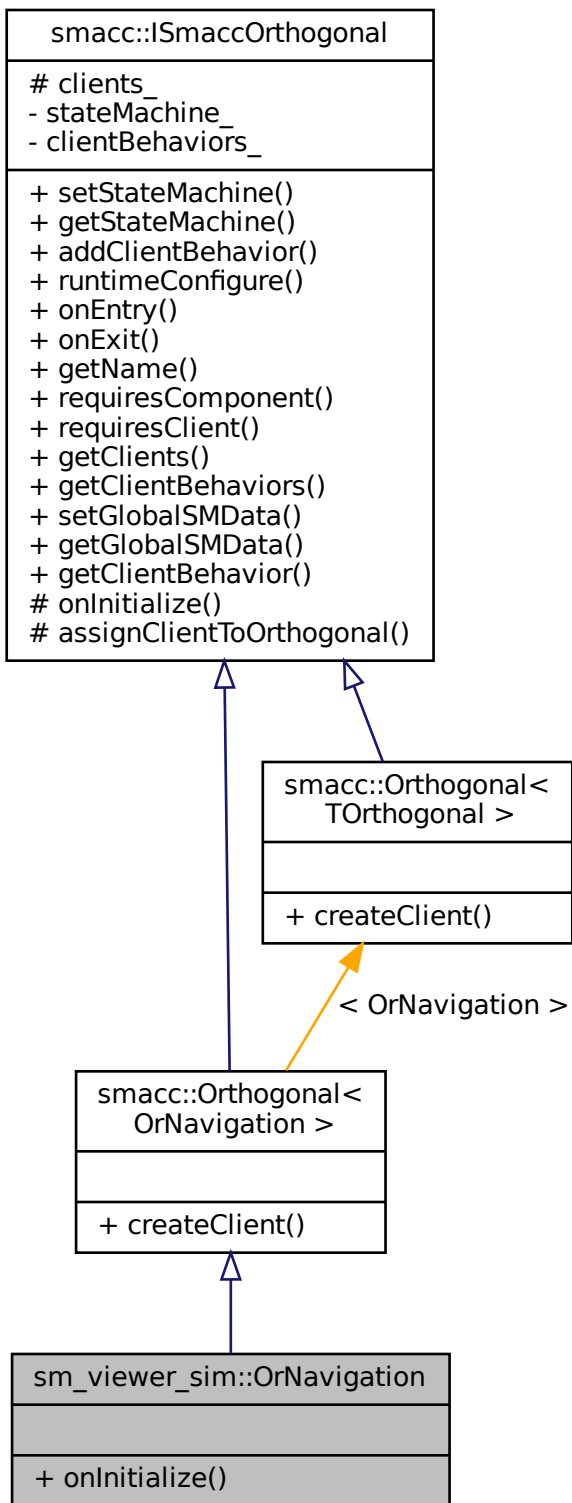 smacc::ISmaccOrthogonal
# clients_
- stateMachine_
- clientBehaviors_
+ setStateMachine()
+ getStateMachine()
+ addClientBehavior()
+ runtimeConfigure()
+ onEntry()
+ onExit()
+ getName()
+ requiresComponent()
+ requiresClient()
+ getClients()
+ getClientBehaviors()
+ setGlobalSMData()
+ getGlobalSMData()
+ getClientBehavior()
# onInitialize()
# assignClientToOrthogonal()
smacc::Orthogonal<
TOrthogonal >
+ createClient()
< OrNavigation >
smacc::Orthogonal<
OrNavigation >
+ createClient()
sm_viewer_sim::OrNavigation
+ onInitialize()